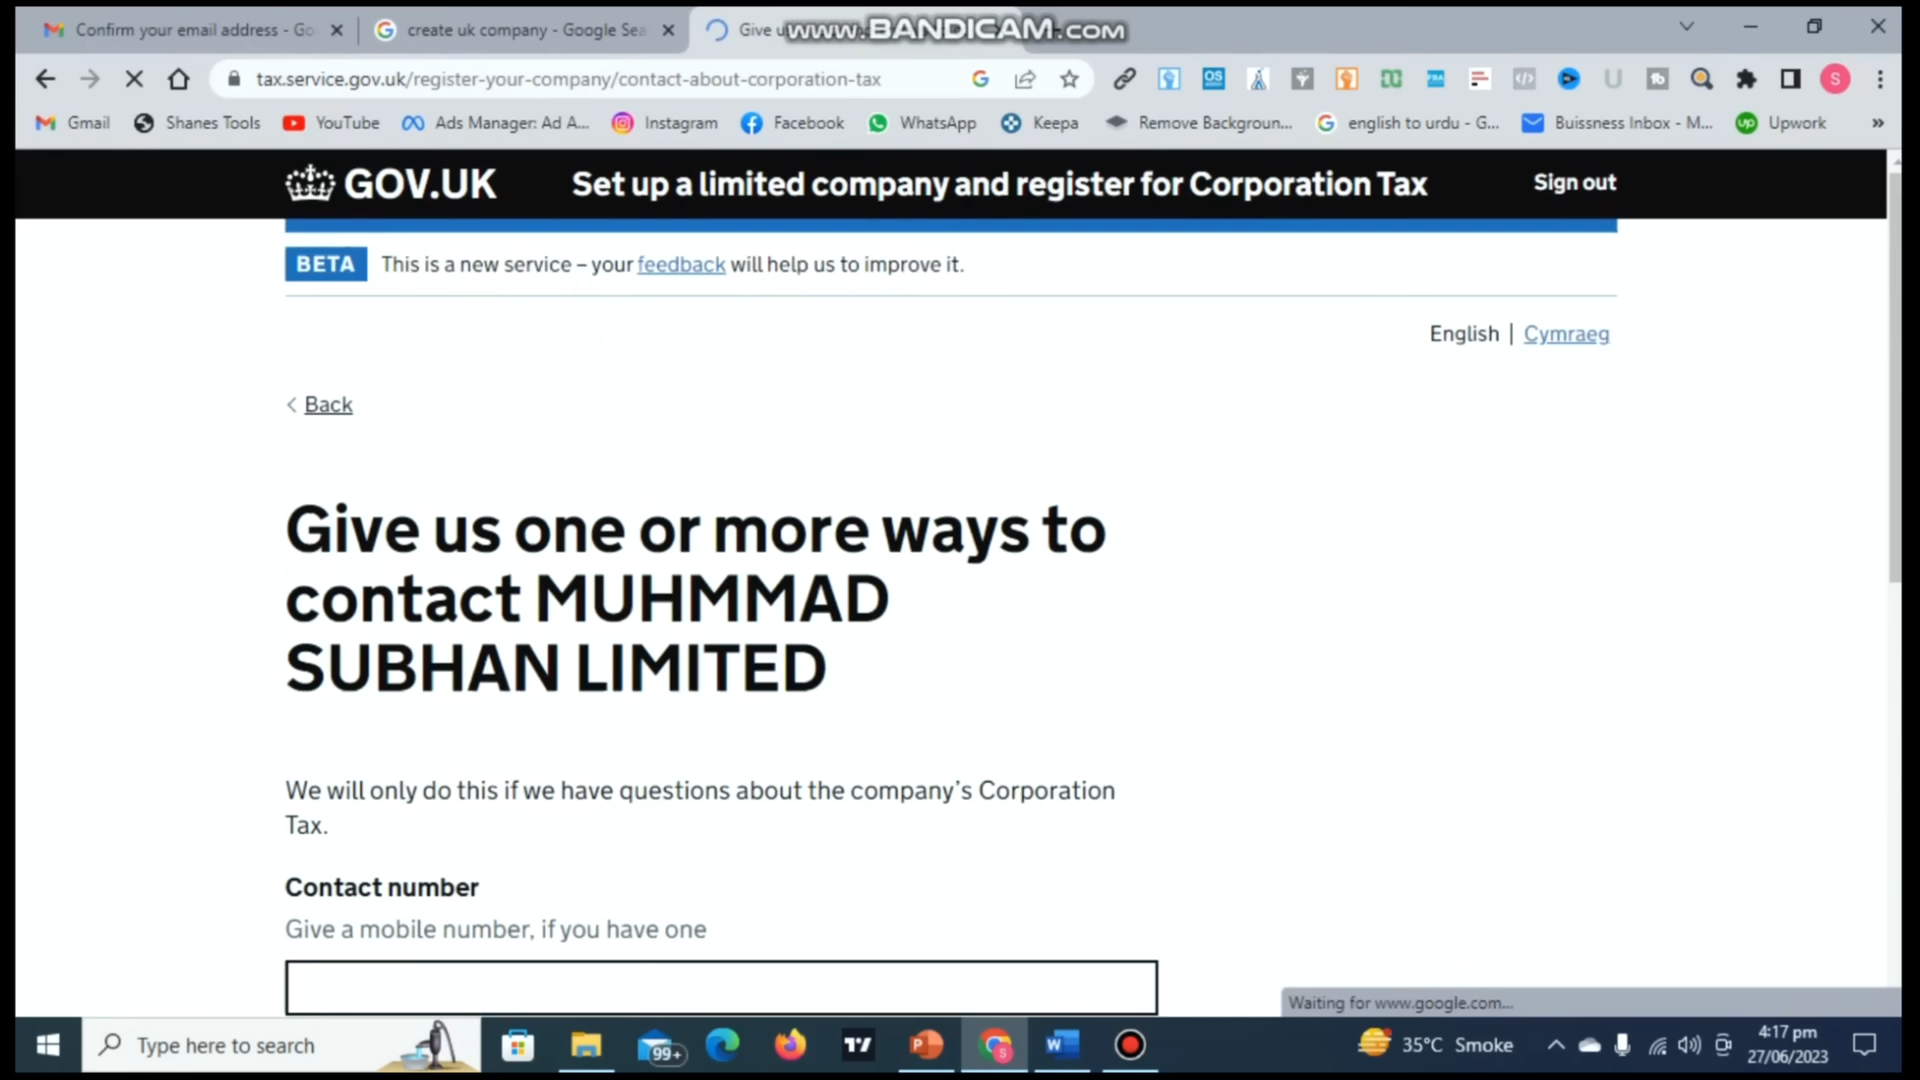 Confirm your email address - Go
create uk company - Google Sea
Give u
www.BANDICAM.com
tax.service.gov.uk/register-your-company/contact-about-corporation-tax
Gmail
Shanes Tools
YouTube
Ads Manager: Ad A...
Instagram
Facebook
WhatsApp
Keepa
Remove Backgroun...
english to urdu - G...
Buissness Inbox - M...
Upwork
»
GOV.UK
Set up a limited company and register for Corporation Tax
Sign out
BETA
This is a new service – your feedback will help us to improve it.
English | Cymraeg
< Back
Give us one or more ways to
contact MUHMMAD
SUBHAN LIMITED
We will only do this if we have questions about the company's Corporation
Tax.
Contact number
Give a mobile number, if you have one
Waiting for www.google.com...
Type here to search
99+
35°C Smoke
4:17 pm
27/06/2023